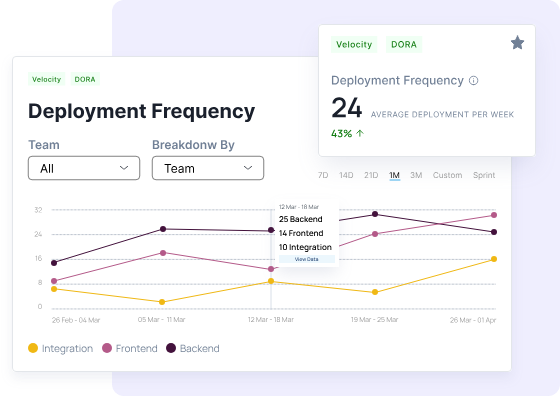 Velocity DORA
Deployment Frequency
24 AVERAGE DEPLOYMENT PER WEEK
43% ↑
Velocity DORA
Deployment Frequency
Team Breakdonw By
All Team
7D 14D 21D 1M 3M Custom Sprint
32
24
16
8
0
12 Mar - 18 Mar
25 Backend
14 Frontend
10 Integration
View Data
26 Feb - 04 Mar 05 Mar - 11 Mar 12 Mar - 18 Mar 19 Mar - 25 Mar 26 Mar - 01 Apr
Integration Frontend Backend